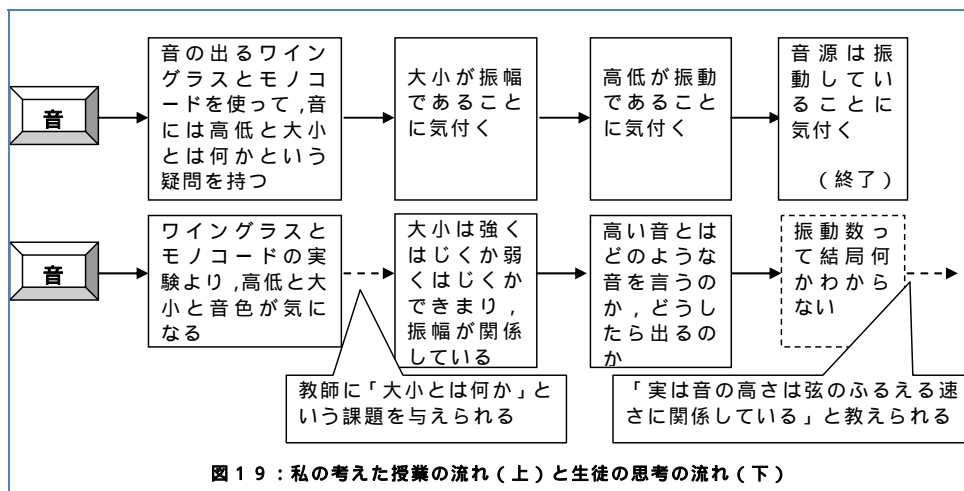 音
音の出るワイン
グラスとモノコ
ードを使って，音
には高低と大小
とは何かという
疑問を持つ
大小が振幅
であること
に気付く
高低が振動
であること
に気付く
音源は振
動してい
ることに
気付く
（終了）
音
ワイングラスと
モノコードの実
験より，高低と大
小と音色が気に
なる
大小は強く
はじくか弱
くはじくか
できまり，
振幅が関係
している
高い音とは
どのような
音を言うの
か，どうし
たら出るの
か
振動数っ
て結局何
かわから
ない
教師に「大小とは何か」と
いう課題を与えられる
「実は音の高さは弦のふるえる速
さに関係している」と教えられる
図１９：私の考えた授業の流れ（上）と生徒の思考の流れ（下）